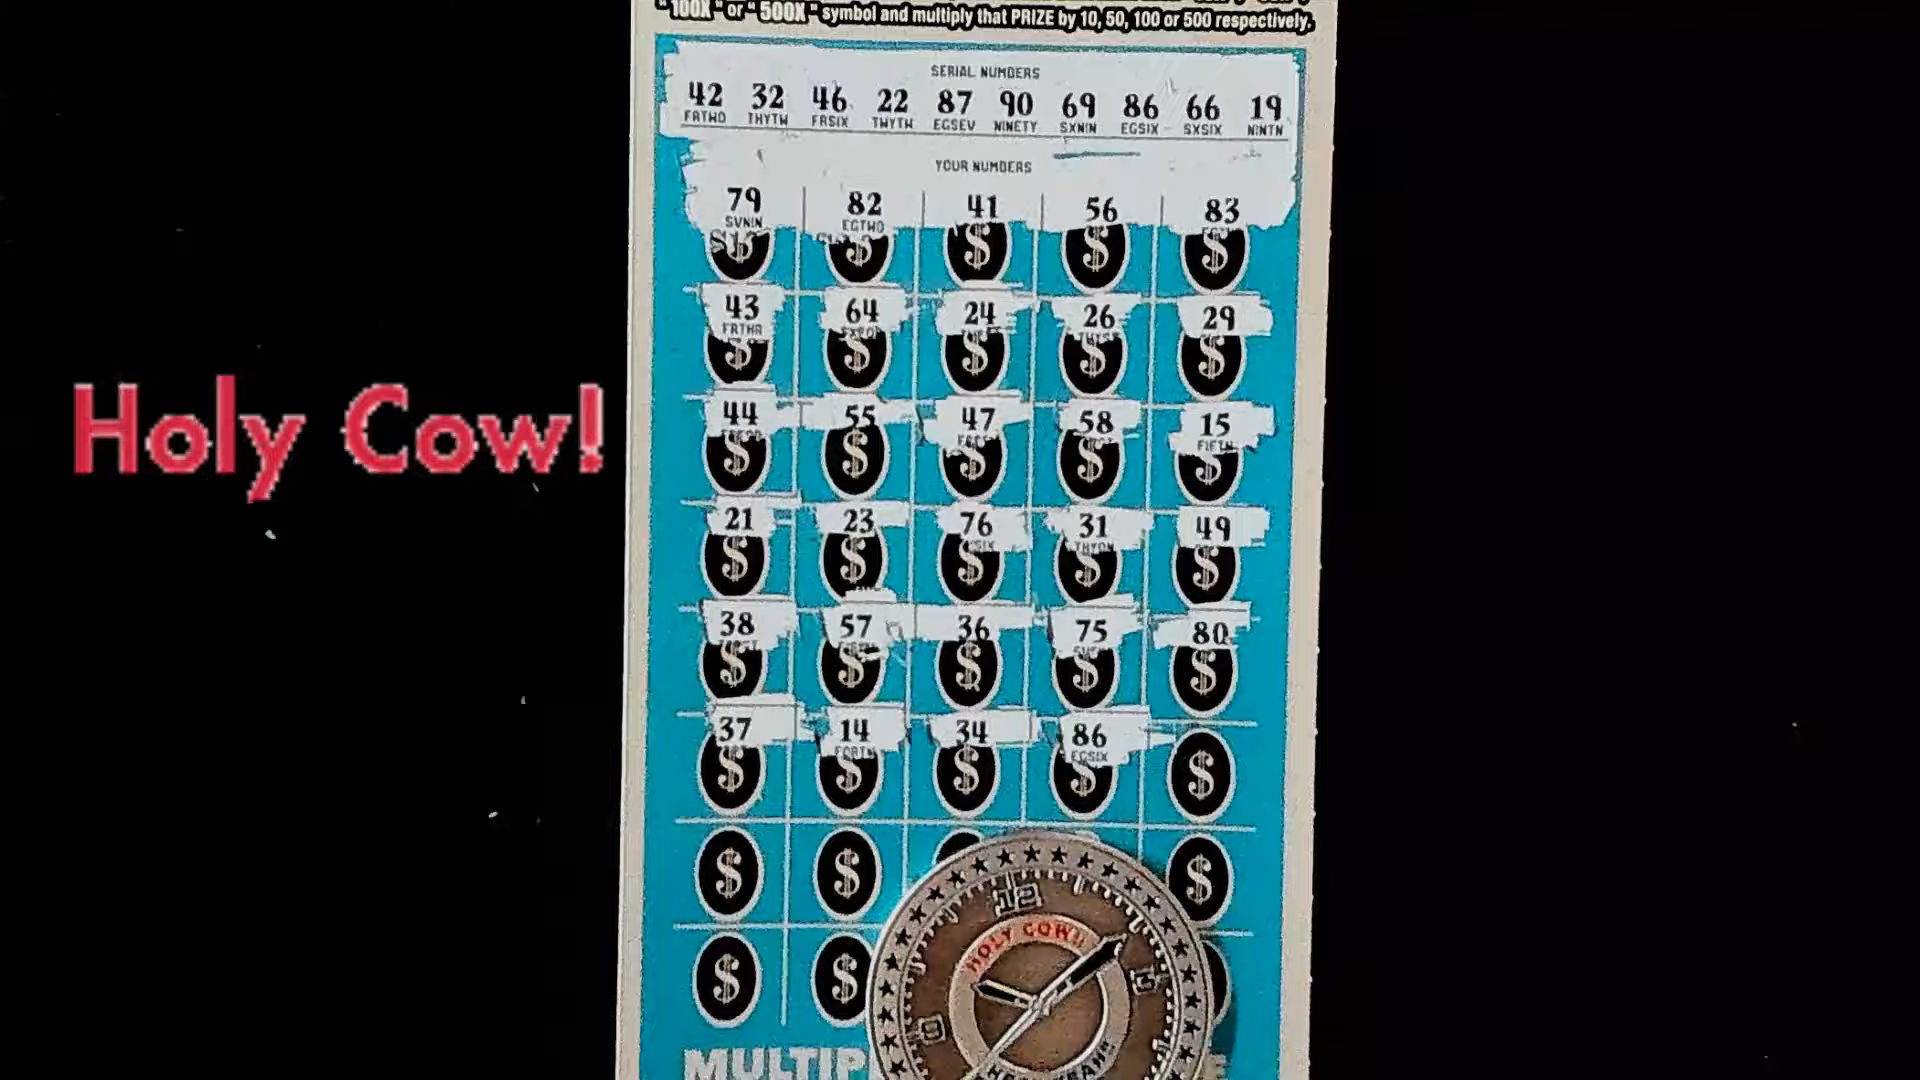 "100X" or "500X" symbol and multiply that PRIZE by 10, 50, 100 or 500 respectively.
SERIAL NUMBERS
42 32 46 22 87 90 69 86 66 19
FRTWO THYTW FRSIX TWYTW EGSEV NINETY SXNIN EGSIX SXSIX NINTN
YOUR NUMBERS
79 82 41 56 83
SVNIN EGTWO
43 64 24 26 29
FRTHR
44 55 47 58 15
FIFTN
21 23 76 31 49
THYON
38 57 36 75 80
37 14 34 86
FORTN EGSIX
Holy Cow!
12
HOLY COW!!
3
9